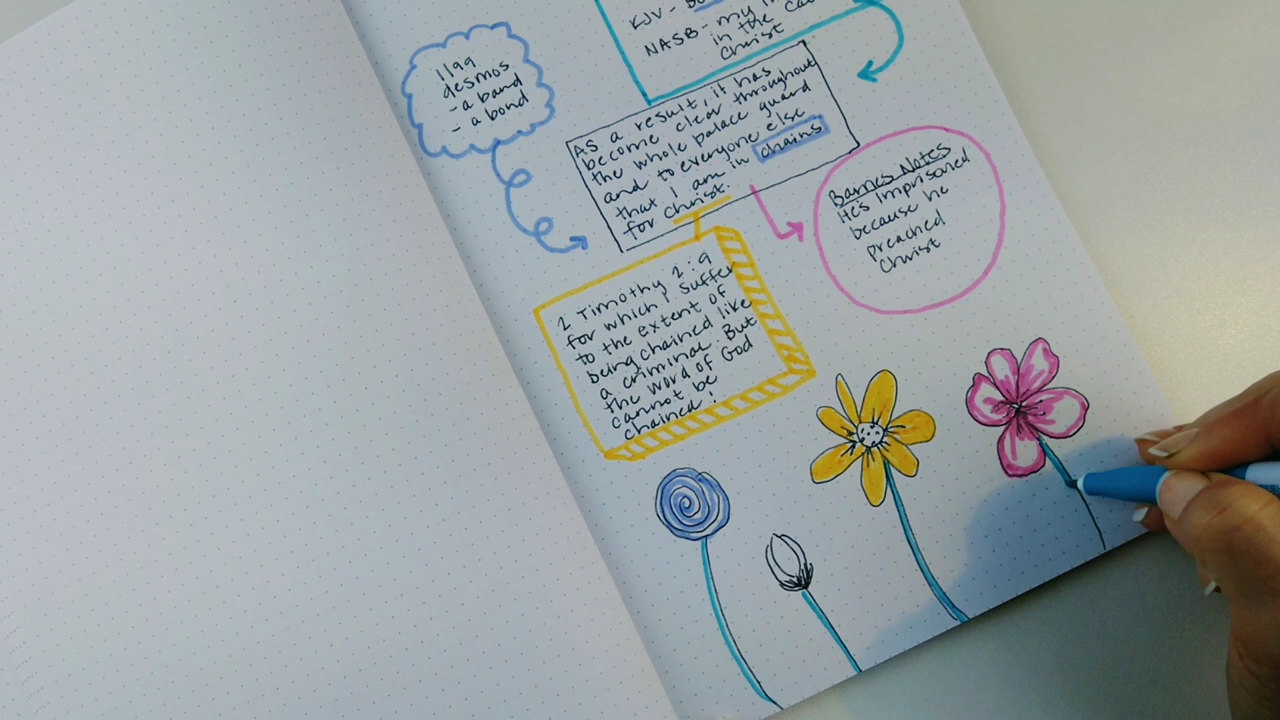 KJV -
NASB - my
in the
Christ
1199
desmos
- a band
- a bond
As a result, it has
become clear throughout
the whole palace guard
and to everyone else
that I am in chains
for Christ.
Barnes Notes
He's imprisoned
because he
preached
Christ
2 Timothy 2:9
for which I suffer
to the extent of
being chained like
a criminal. But
the word of God
cannot be
chained!